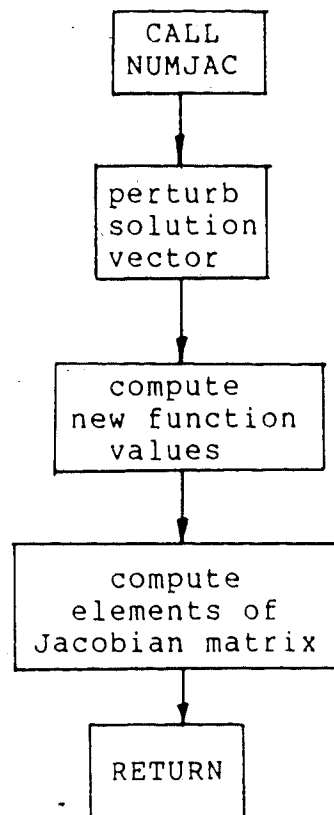 CALL
NUMJAC
perturb
solution
vector
compute
new function
values
compute
elements of
Jacobian matrix
RETURN